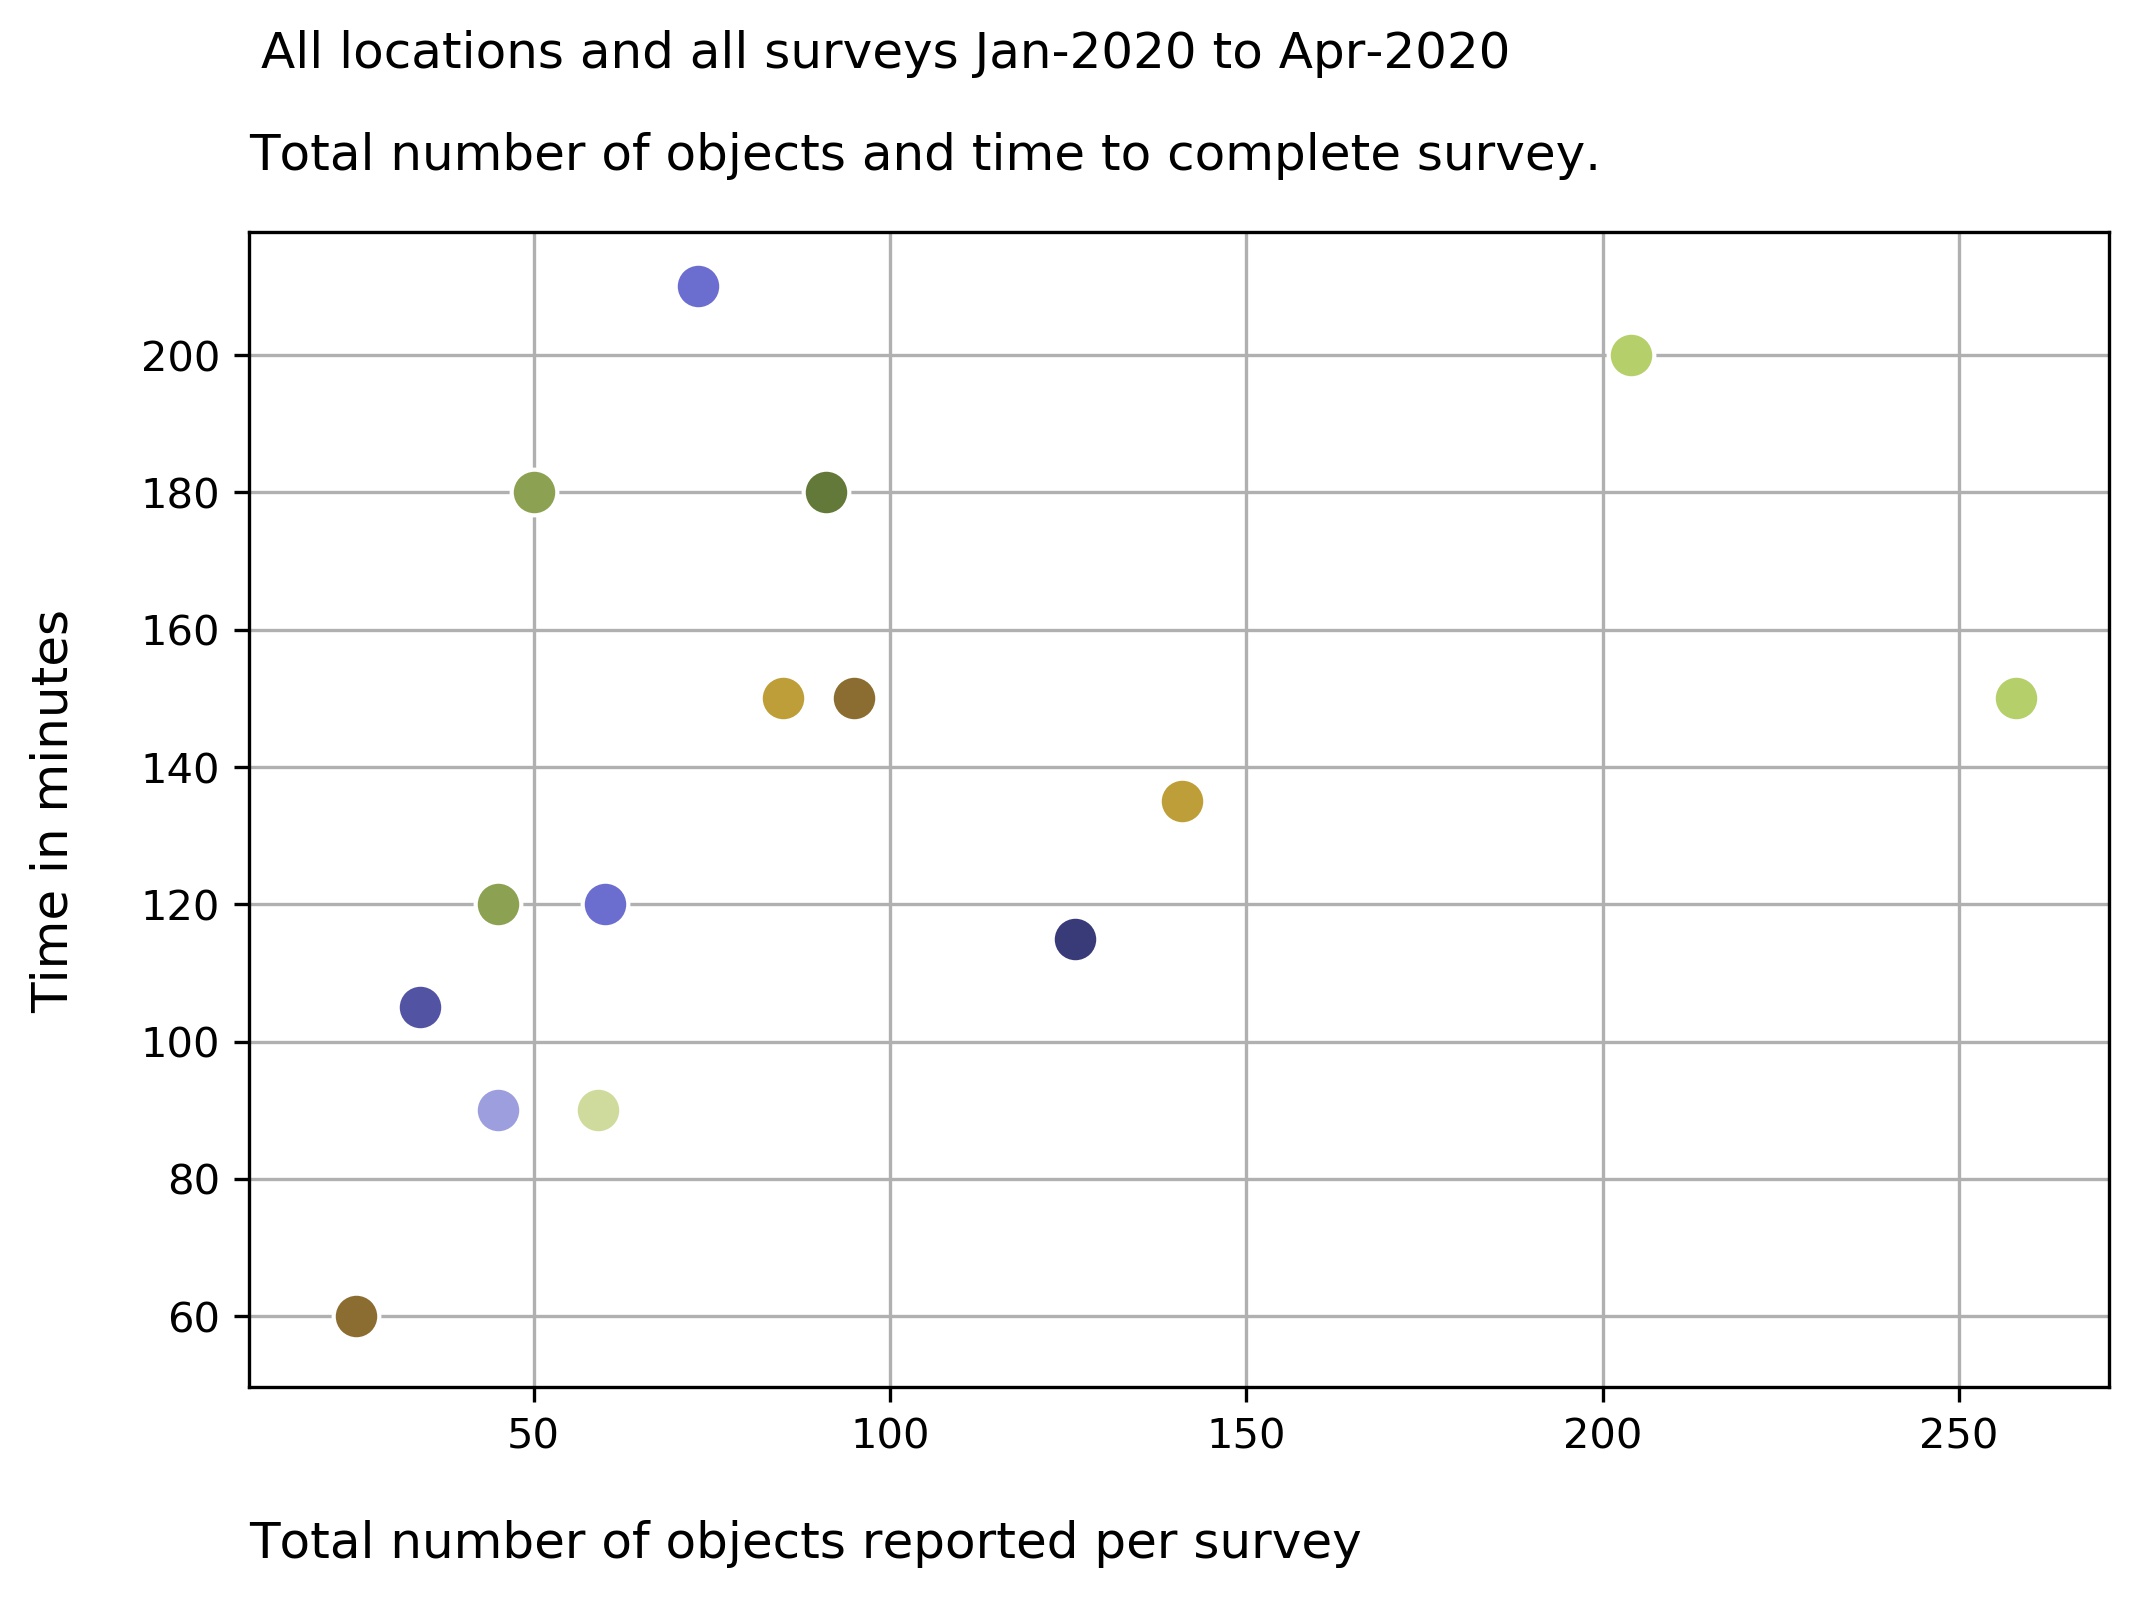 All locations and all surveys Jan-2020 to Apr-2020
Total number of objects and time to complete survey.
Time in minutes
200
180
160
140
120
100
80
60
50 100 150 200 250
Total number of objects reported per survey